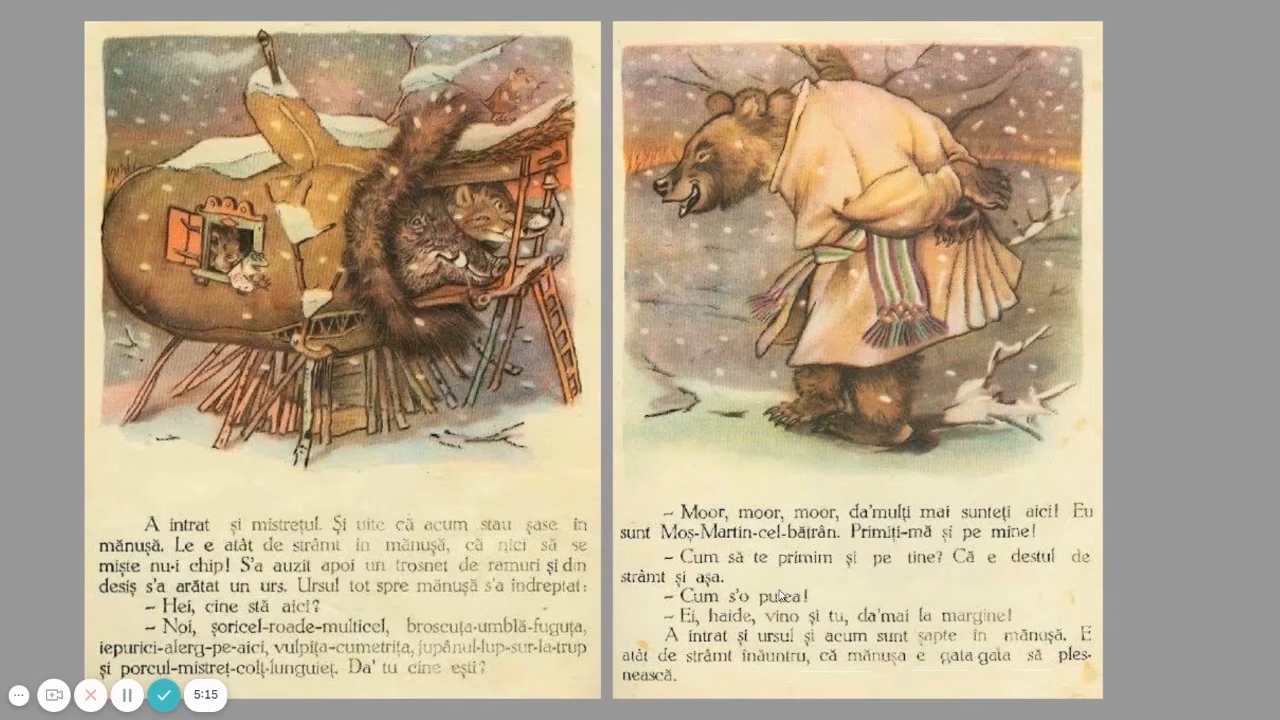 A intrat și mistrețul. Și uite că acum stau șase în
mănușă. Le e atât de strâmt în mănușă, că nici să se
miște nu-i chip! S'a auzit apoi un trosnet de ramuri și din
desiș s'a arătat un urs. Ursul tot spre mănușă s'a îndreptat:
– Hei, cine stă aici?
– Noi, șoricel-roade-multicel, broscuța-umblă-fuguța,
iepurici-alerg-pe-aici, vulpița-cumetrița, jupânul-lup-sur-la-trup
și porcul-mistreț-colț-lunguieț. Da' tu cine ești?
– Moor, moor, moor, da'mulți mai sunteți aici! Eu
sunt Moș-Martin-cel-bătrân. Primiți-mă și pe mine!
– Cum să te primim și pe tine? Că e destul de
strâmt și așa.
– Cum s'o putea!
– Ei, haide, vino și tu, da'mai la margine!
A intrat și ursul și acum sunt șapte în mănușă. E
atât de strâmt înăuntru, că mănușa e gata-gata să ples-
nească.
5:15